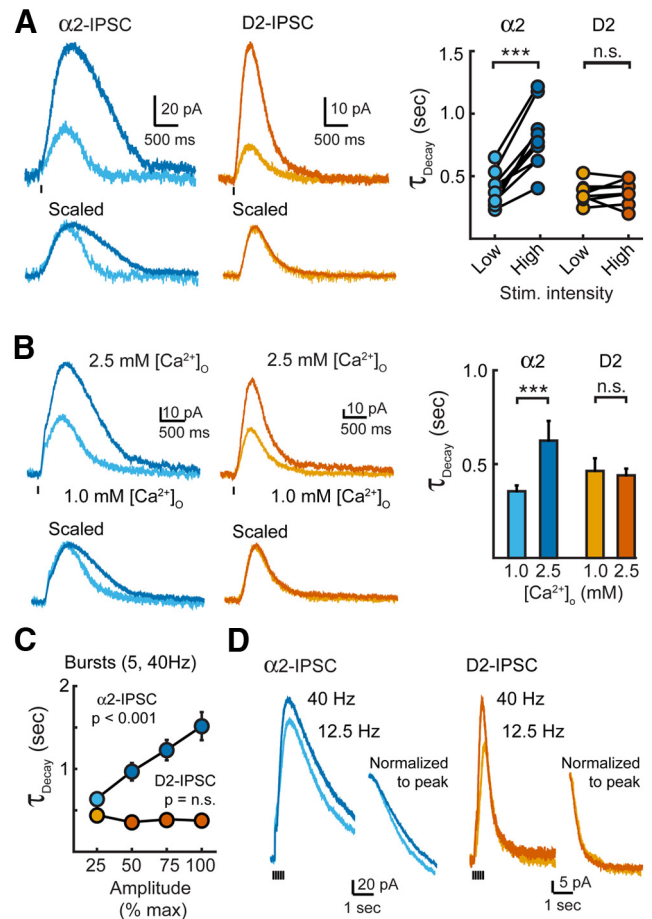 A
α2-IPSC
D2-IPSC
20 pA
500 ms
10 pA
500 ms
Scaled
α2
D2
***
n.s.
1.5
1.0
0.5
τDecay (sec)
Low
High
Low
High
Stim. intensity
B
2.5 mM [Ca²⁺]O
2.5 mM [Ca²⁺]O
10 pA
500 ms
10 pA
500 ms
1.0 mM [Ca²⁺]O
1.0 mM [Ca²⁺]O
Scaled
Scaled
α2
D2
***
n.s.
1.0
0.5
τDecay (sec)
1.0
2.5
1.0
2.5
[Ca²⁺]o (mM)
C
Bursts (5, 40Hz)
2
1
τDecay (sec)
α2-IPSC
p < 0.001
D2-IPSC
p = n.s.
25
50
75
100
Amplitude
(% max)
D
α2-IPSC
40 Hz
12.5 Hz
Normalized
to peak
20 pA
1 sec
D2-IPSC
40 Hz
12.5 Hz
Normalized
to peak
5 pA
1 sec